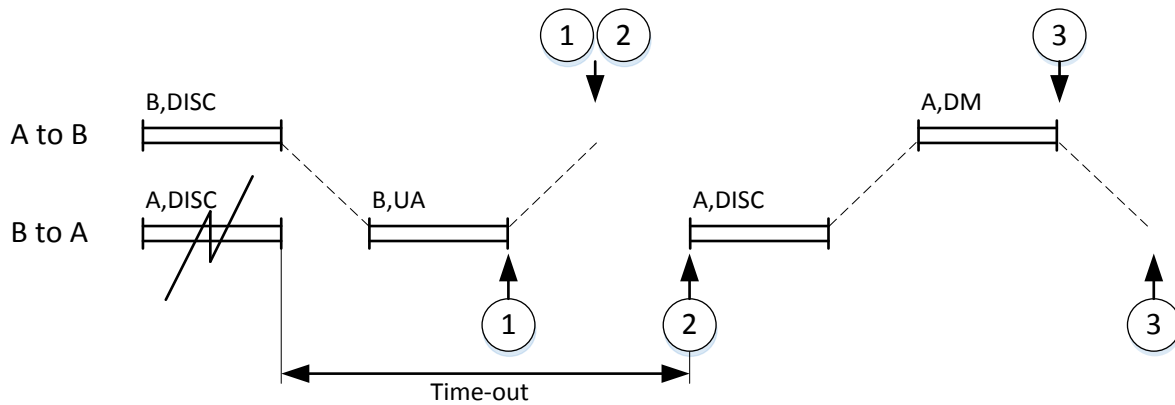 1 2 3
B,DISC A,DM
A to B
A,DISC B,UA A,DISC
B to A
1 2 3
Time-out